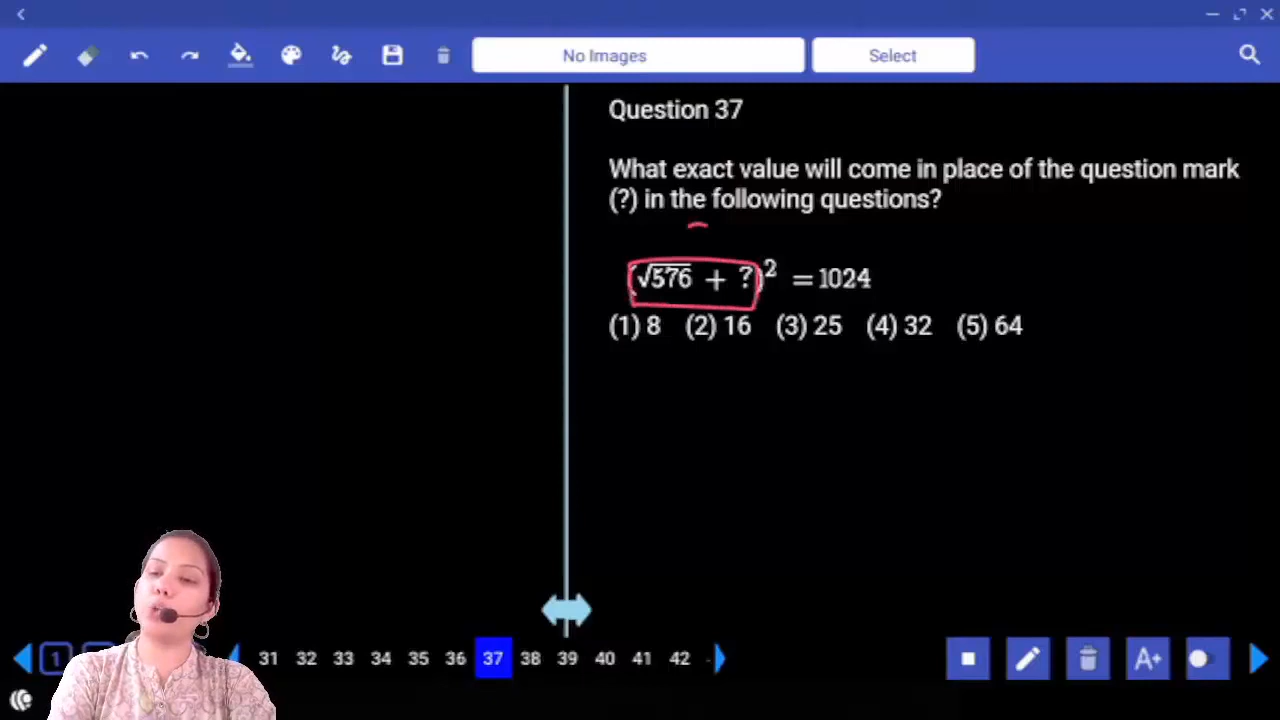 No Images
Select
Question 37
What exact value will come in place of the question mark
(?) in the following questions?
(√576 + ?)² = 1024
(1) 8 (2) 16 (3) 25 (4) 32 (5) 64
1 31 32 33 34 35 36 37 38 39 40 41 42
A+